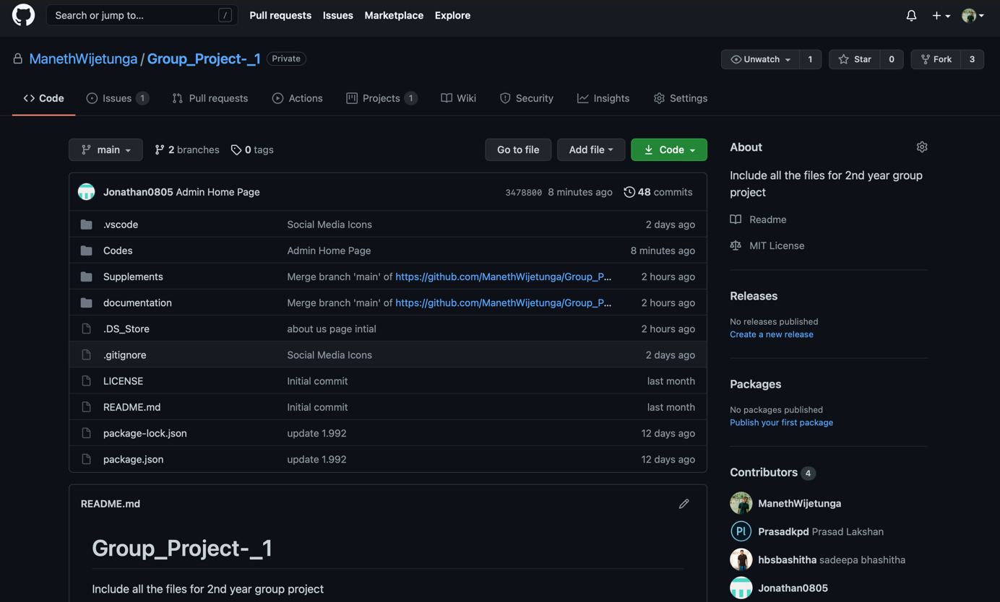 Search or jump to... / Pull requests Issues Marketplace Explore
ManethWijetunga / Group_Project-_1 Private Unwatch 1 Star 0 Fork 3
Code Issues 1 Pull requests Actions Projects 1 Wiki Security Insights Settings
main 2 branches 0 tags Go to file Add file Code
Jonathan0805 Admin Home Page 3478800 8 minutes ago 48 commits
.vscode Social Media Icons 2 days ago
Codes Admin Home Page 8 minutes ago
Supplements Merge branch 'main' of https://github.com/ManethWijetunga/Group_P... 2 hours ago
documentation Merge branch 'main' of https://github.com/ManethWijetunga/Group_P... 2 hours ago
.DS_Store about us page intial 2 hours ago
.gitignore Social Media Icons 2 days ago
LICENSE Initial commit last month
README.md Initial commit last month
package-lock.json update 1.992 12 days ago
package.json update 1.992 12 days ago
README.md
Group_Project-_1
Include all the files for 2nd year group project
About
Include all the files for 2nd year group
project
Readme
MIT License
Releases
No releases published
Create a new release
Packages
No packages published
Publish your first package
Contributors 4
ManethWijetunga
Pl Prasadkpd Prasad Lakshan
hbsbashitha sadeepa bhashitha
Jonathan0805